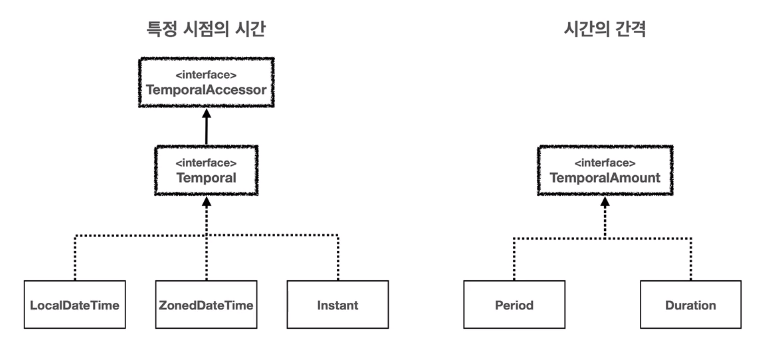 특정 시점의 시간
시간의 간격
<interface>
TemporalAccessor
<interface>
Temporal
<interface>
TemporalAmount
LocalDateTime
ZonedDateTime
Instant
Period
Duration